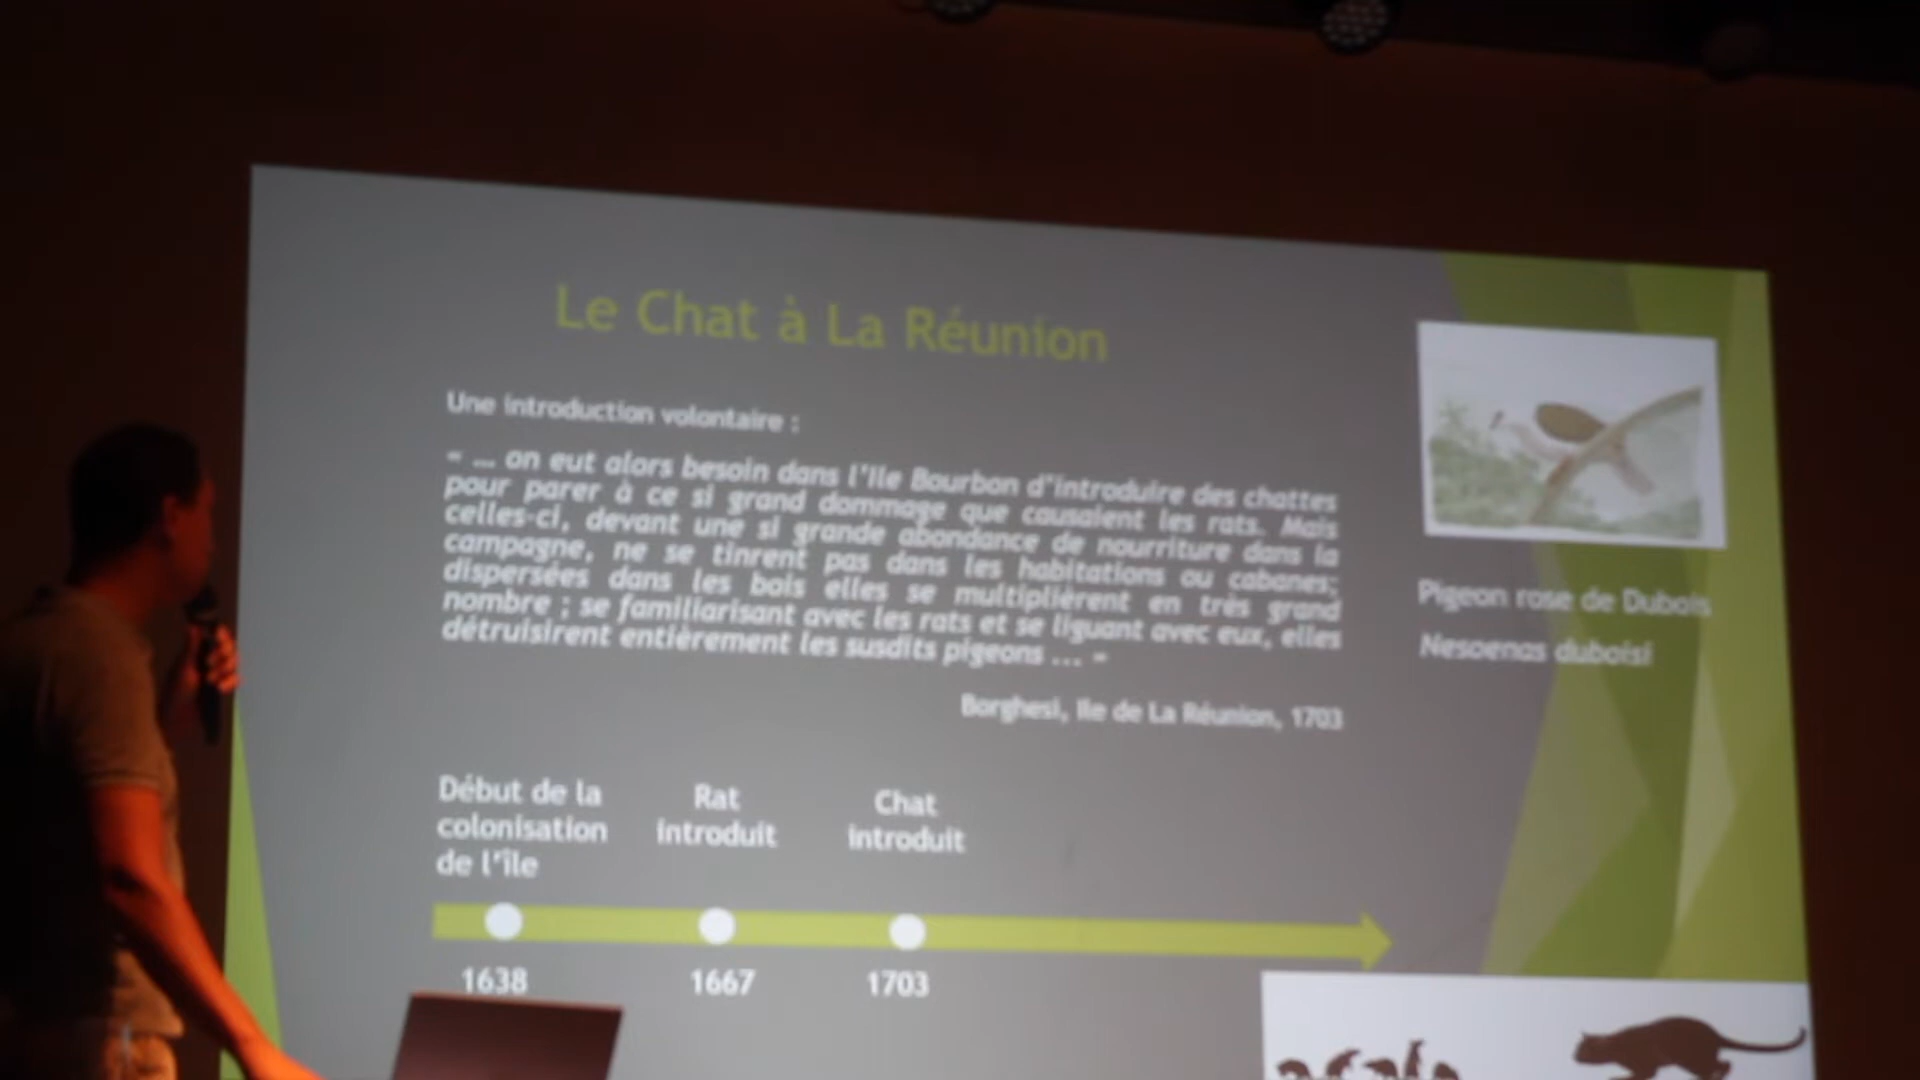 Le Chat à La Réunion
Une introduction volontaire :
« ... on eut alors besoin dans l'Ile Bourbon d'introduire des chattes
pour parer à ce si grand dommage que causaient les rats. Mais
celles-ci, devant une si grande abondance de nourriture dans la
campagne, ne se tinrent pas dans les habitations ou cabanes;
dispersées dans les bois elles se multiplièrent en très grand
nombre ; se familiarisant avec les rats et se liguant avec eux, elles
détruisirent entièrement les susdits pigeons ... »
Borghesi, Ile de La Réunion, 1703
Pigeon rose de Dubois
Nesoenas duboisi
Début de la
colonisation
de l'île
Rat
introduit
Chat
introduit
1638
1667
1703